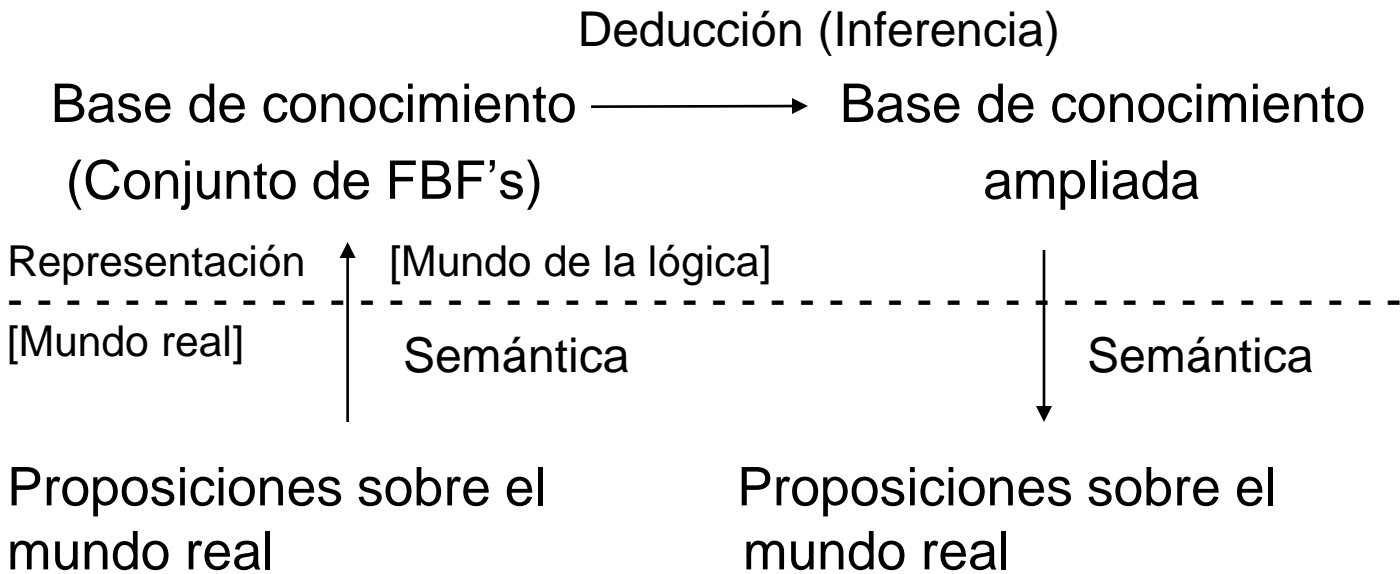 Deducción (Inferencia)
Base de conocimiento Base de conocimiento
(Conjunto de FBF's) ampliada
Representación [Mundo de la lógica]
[Mundo real] Semántica Semántica
Proposiciones sobre el Proposiciones sobre el
mundo real mundo real